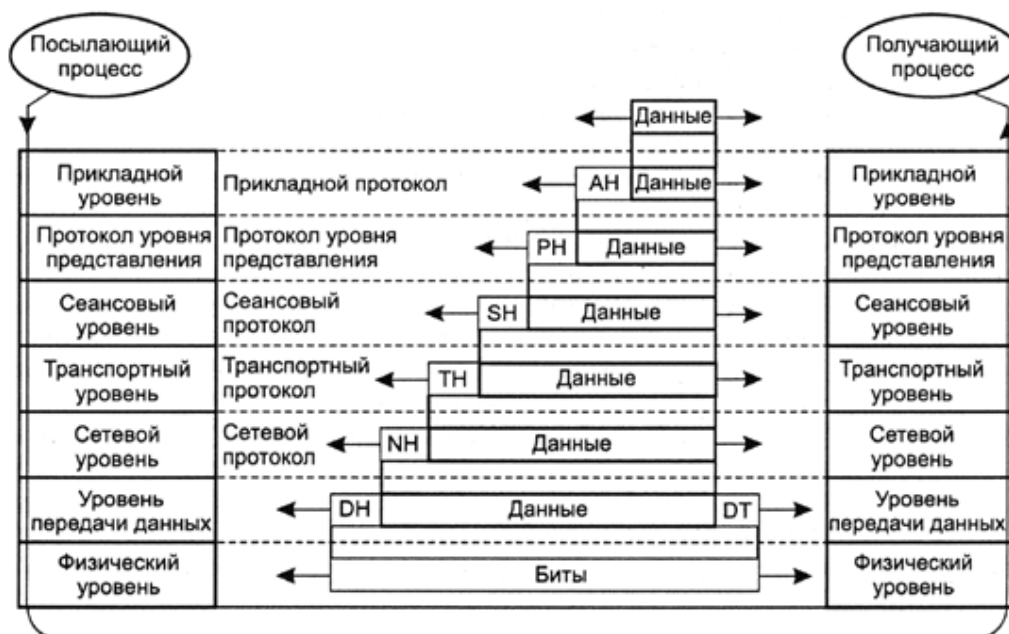 Посылающий
процесс
Получающий
процесс
Данные
Прикладной
уровень
Прикладной протокол
AH
Данные
Прикладной
уровень
Протокол уровня
представления
Протокол уровня
представления
PH
Данные
Протокол уровня
представления
Сеансовый
уровень
Сеансовый
протокол
SH
Данные
Сеансовый
уровень
Транспортный
уровень
Транспортный
протокол
TH
Данные
Транспортный
уровень
Сетевой
уровень
Сетевой
протокол
NH
Данные
Сетевой
уровень
Уровень
передачи данных
DH
Данные
DT
Уровень
передачи данных
Физический
уровень
Биты
Физический
уровень